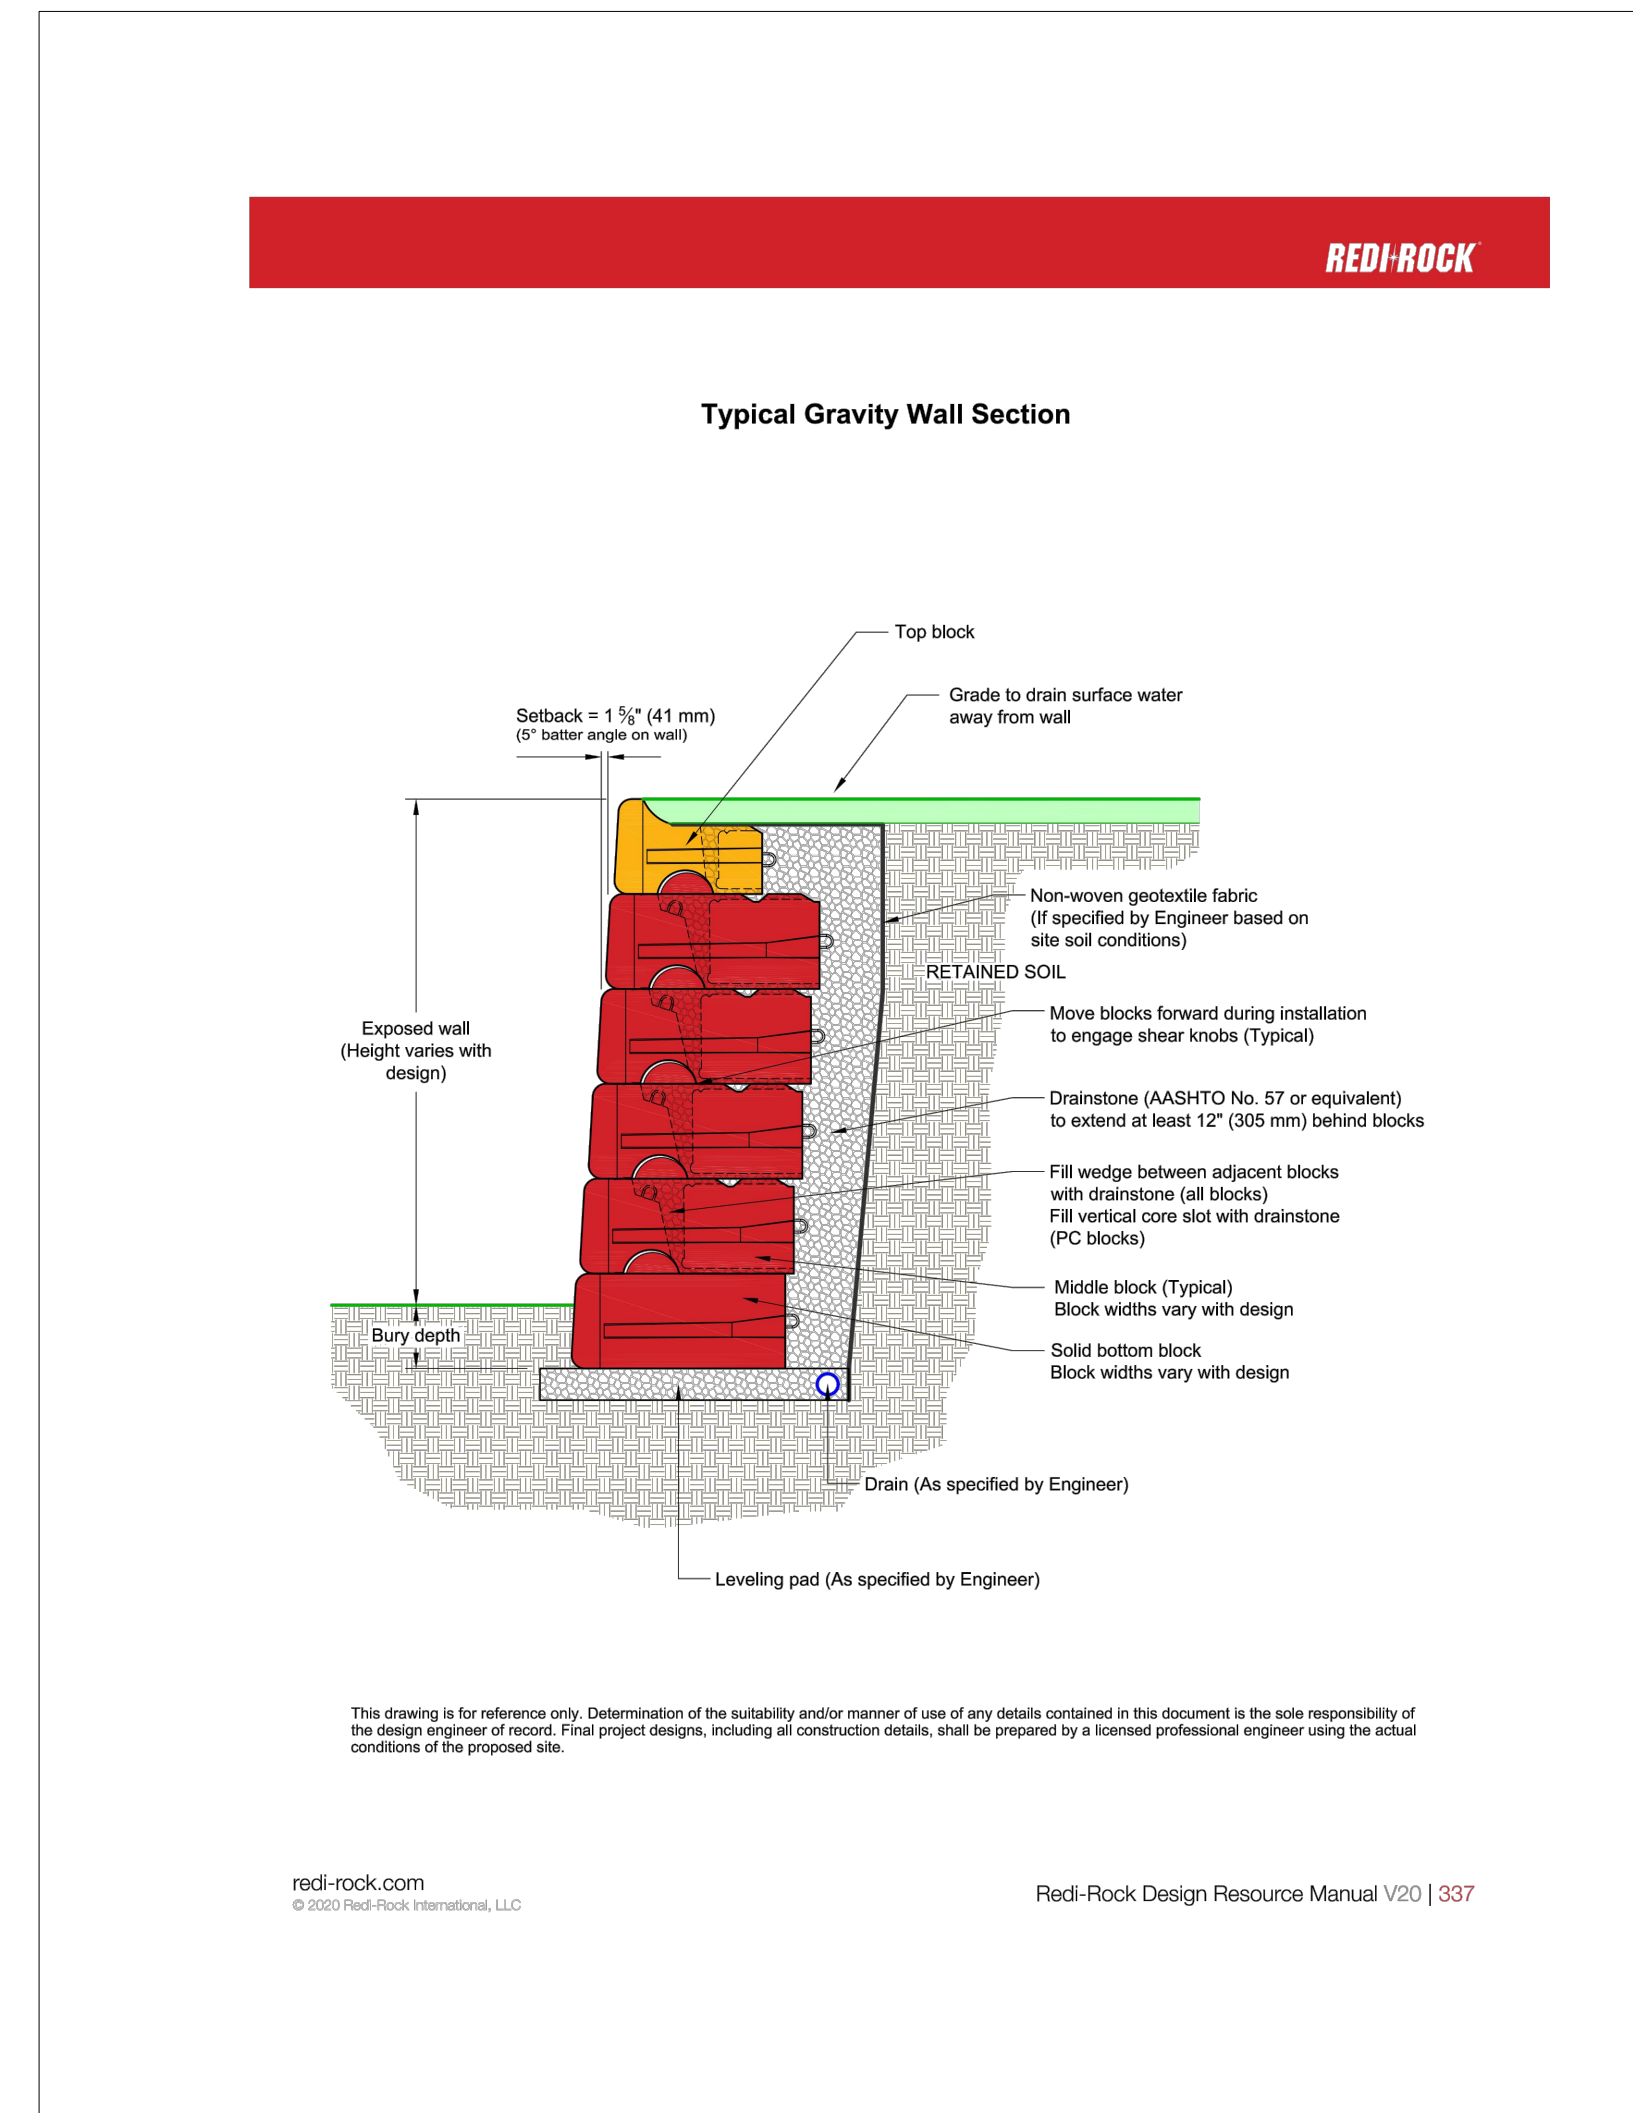 REDI-ROCK
Typical Gravity Wall Section
Top block
Grade to drain surface water
away from wall
Setback = 1 ⅝" (41 mm)
(5° batter angle on wall)
Non-woven geotextile fabric
(If specified by Engineer based on
site soil conditions)
RETAINED SOIL
Move blocks forward during installation
to engage shear knobs (Typical)
Exposed wall
(Height varies with
design)
Drainstone (AASHTO No. 57 or equivalent)
to extend at least 12" (305 mm) behind blocks
Fill wedge between adjacent blocks
with drainstone (all blocks)
Fill vertical core slot with drainstone
(PC blocks)
Middle block (Typical)
Block widths vary with design
Bury depth
Solid bottom block
Block widths vary with design
Drain (As specified by Engineer)
Leveling pad (As specified by Engineer)
This drawing is for reference only. Determination of the suitability and/or manner of use of any details contained in this document is the sole responsibility of
the design engineer of record. Final project designs, including all construction details, shall be prepared by a licensed professional engineer using the actual
conditions of the proposed site.
redi-rock.com
© 2020 Redi-Rock International, LLC
Redi-Rock Design Resource Manual V20 | 337